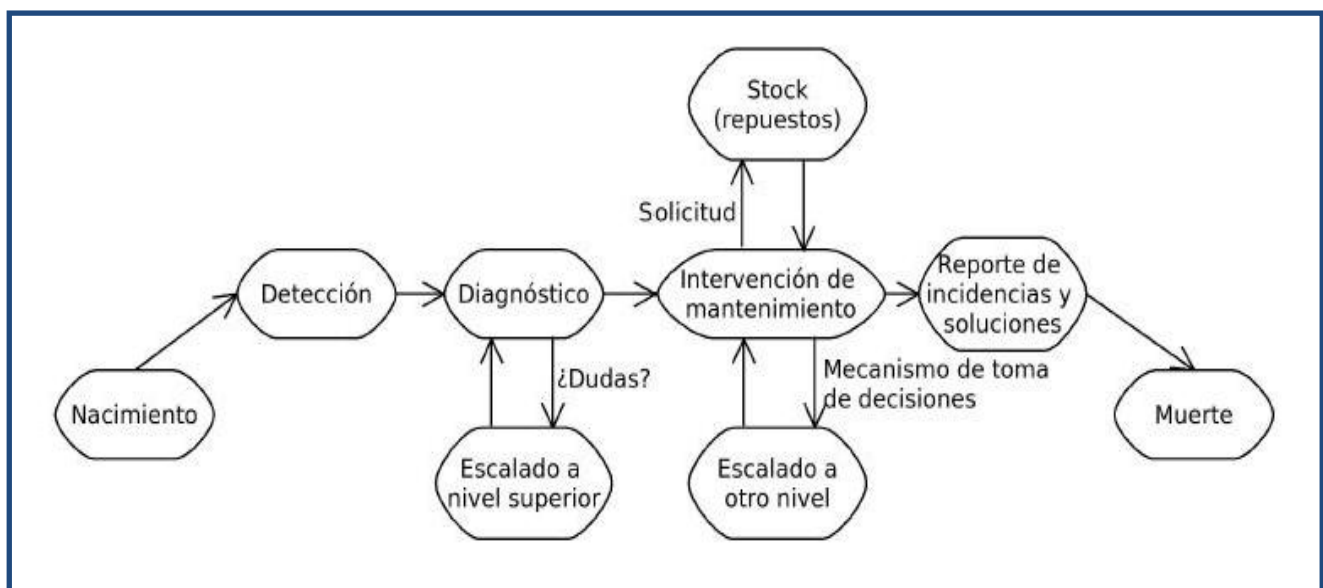 Stock
(repuestos)
Solicitud
Detección
Diagnóstico
Intervención de
mantenimiento
Reporte de
incidencias y
soluciones
¿Dudas?
Mecanismo de toma
de decisiones
Nacimiento
Muerte
Escalado a
nivel superior
Escalado a
otro nivel